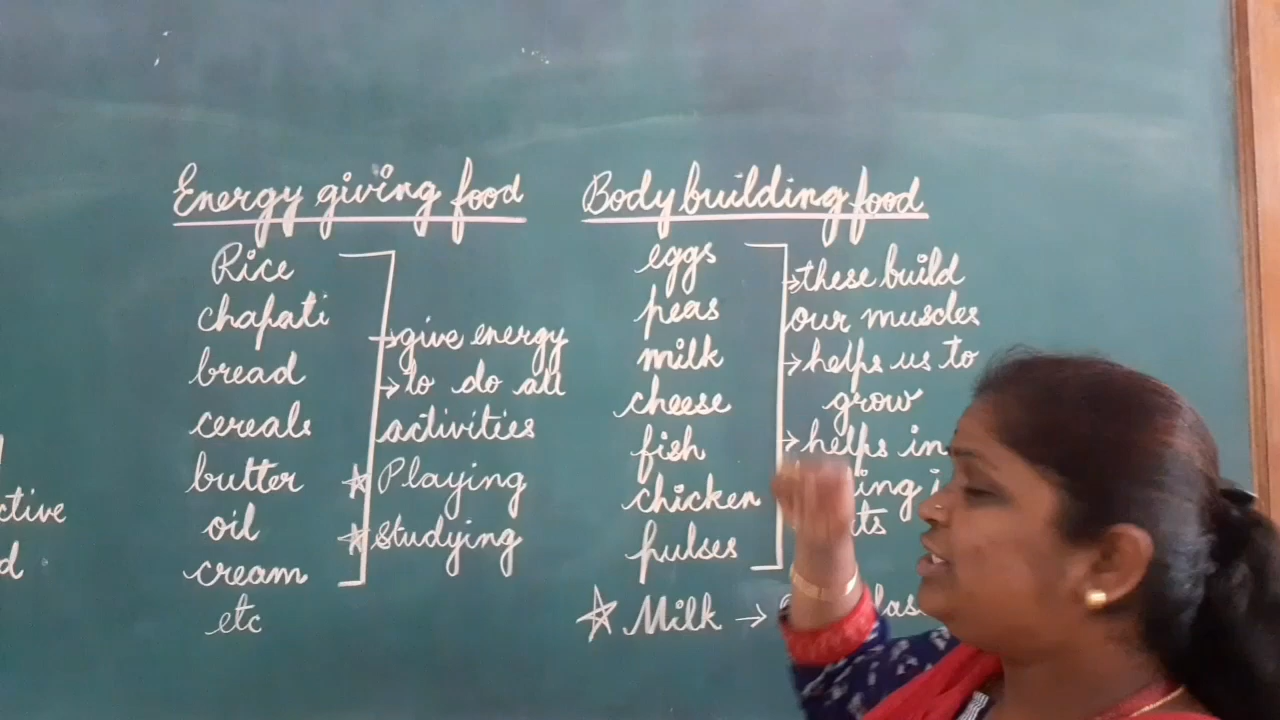 Energy giving food
Rice
chapati
bread
cereals
butter
oil
cream
etc
→give energy
→to do all
activities
☆ Playing
☆ studying
Body building food
eggs
peas
milk
cheese
fish
chicken
pulses
→these build
our muscles
→helps us to
grow
→helps in
☆ Milk →
ctive
d